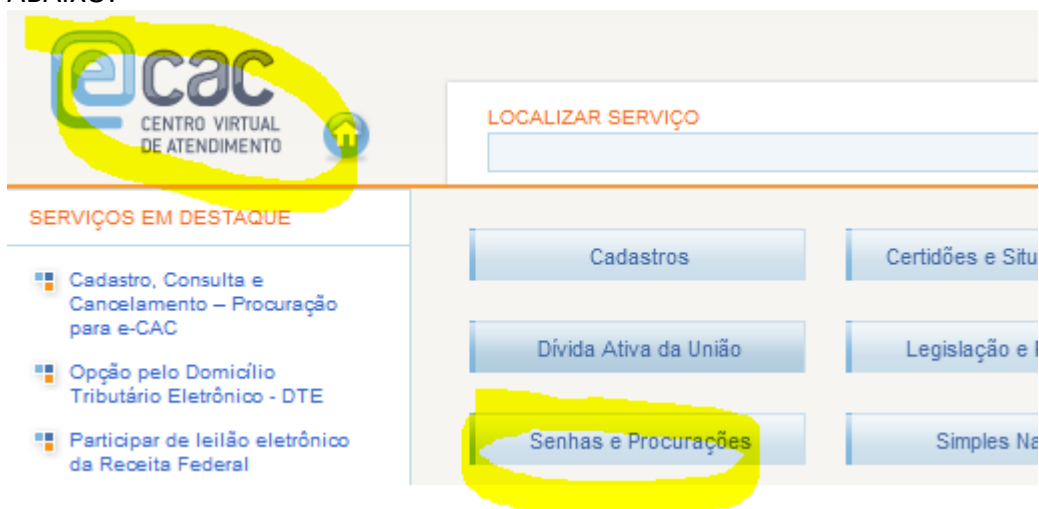 ecac
CENTRO VIRTUAL
DE ATENDIMENTO
LOCALIZAR SERVIÇO
SERVIÇOS EM DESTAQUE
Cadastro, Consulta e
Cancelamento – Procuração
para e-CAC
Opção pelo Domicílio
Tributário Eletrônico - DTE
Participar de leilão eletrônico
da Receita Federal
Cadastros
Certidões e Situ
Dívida Ativa da União
Legislação e
Senhas e Procurações
Simples Na